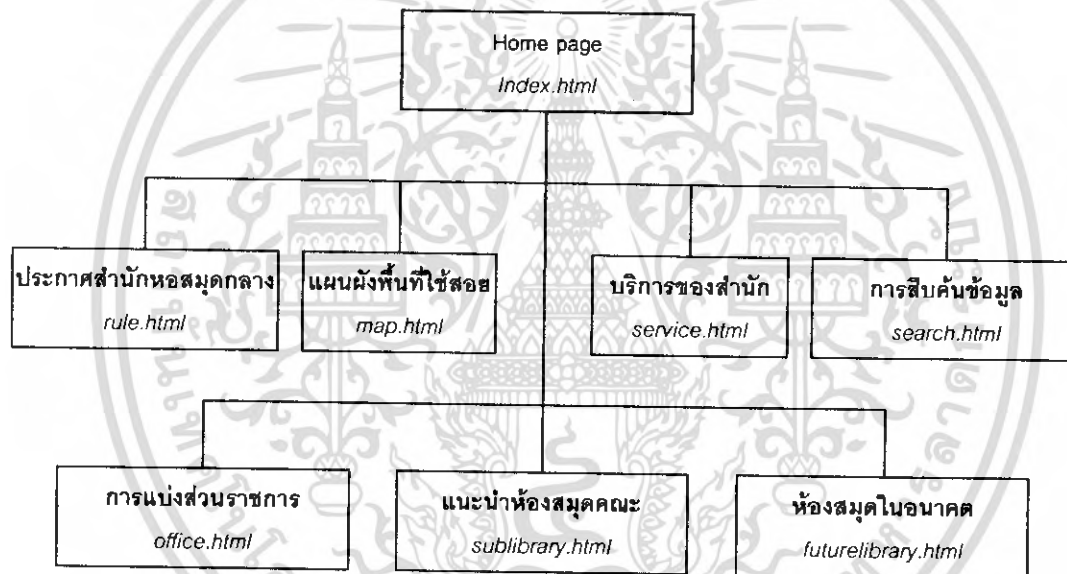 Home page
Index.html
ประกาศสำนักหอสมุดกลาง
rule.html
แผนผังพื้นที่ใช้สอย
map.html
บริการของสำนัก
service.html
การสืบค้นข้อมูล
search.html
การแบ่งส่วนราชการ
office.html
แนะนำห้องสมุดคณะ
sublibrary.html
ห้องสมุดในอนาคต
futurelibrary.html